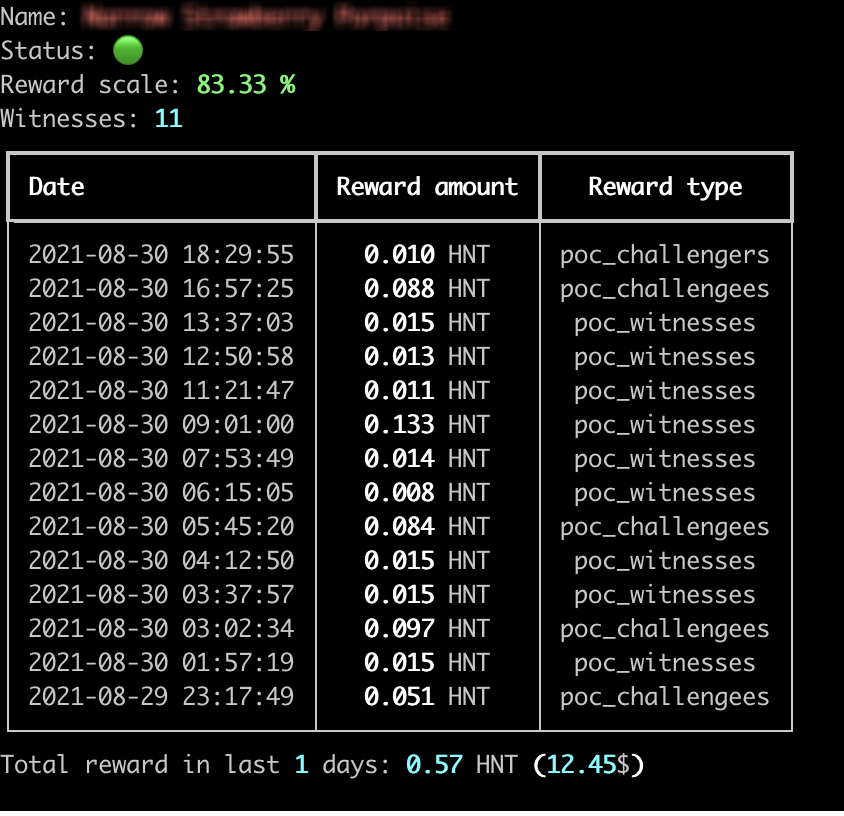 Name:
Status:
Reward scale: 83.33 %
Witnesses: 11
Date Reward amount Reward type
2021-08-30 18:29:55 0.010 HNT poc_challengers
2021-08-30 16:57:25 0.088 HNT poc_challengees
2021-08-30 13:37:03 0.015 HNT poc_witnesses
2021-08-30 12:50:58 0.013 HNT poc_witnesses
2021-08-30 11:21:47 0.011 HNT poc_witnesses
2021-08-30 09:01:00 0.133 HNT poc_witnesses
2021-08-30 07:53:49 0.014 HNT poc_witnesses
2021-08-30 06:15:05 0.008 HNT poc_witnesses
2021-08-30 05:45:20 0.084 HNT poc_challengees
2021-08-30 04:12:50 0.015 HNT poc_witnesses
2021-08-30 03:37:57 0.015 HNT poc_witnesses
2021-08-30 03:02:34 0.097 HNT poc_challengees
2021-08-30 01:57:19 0.015 HNT poc_witnesses
2021-08-29 23:17:49 0.051 HNT poc_challengees
Total reward in last 1 days: 0.57 HNT (12.45$)